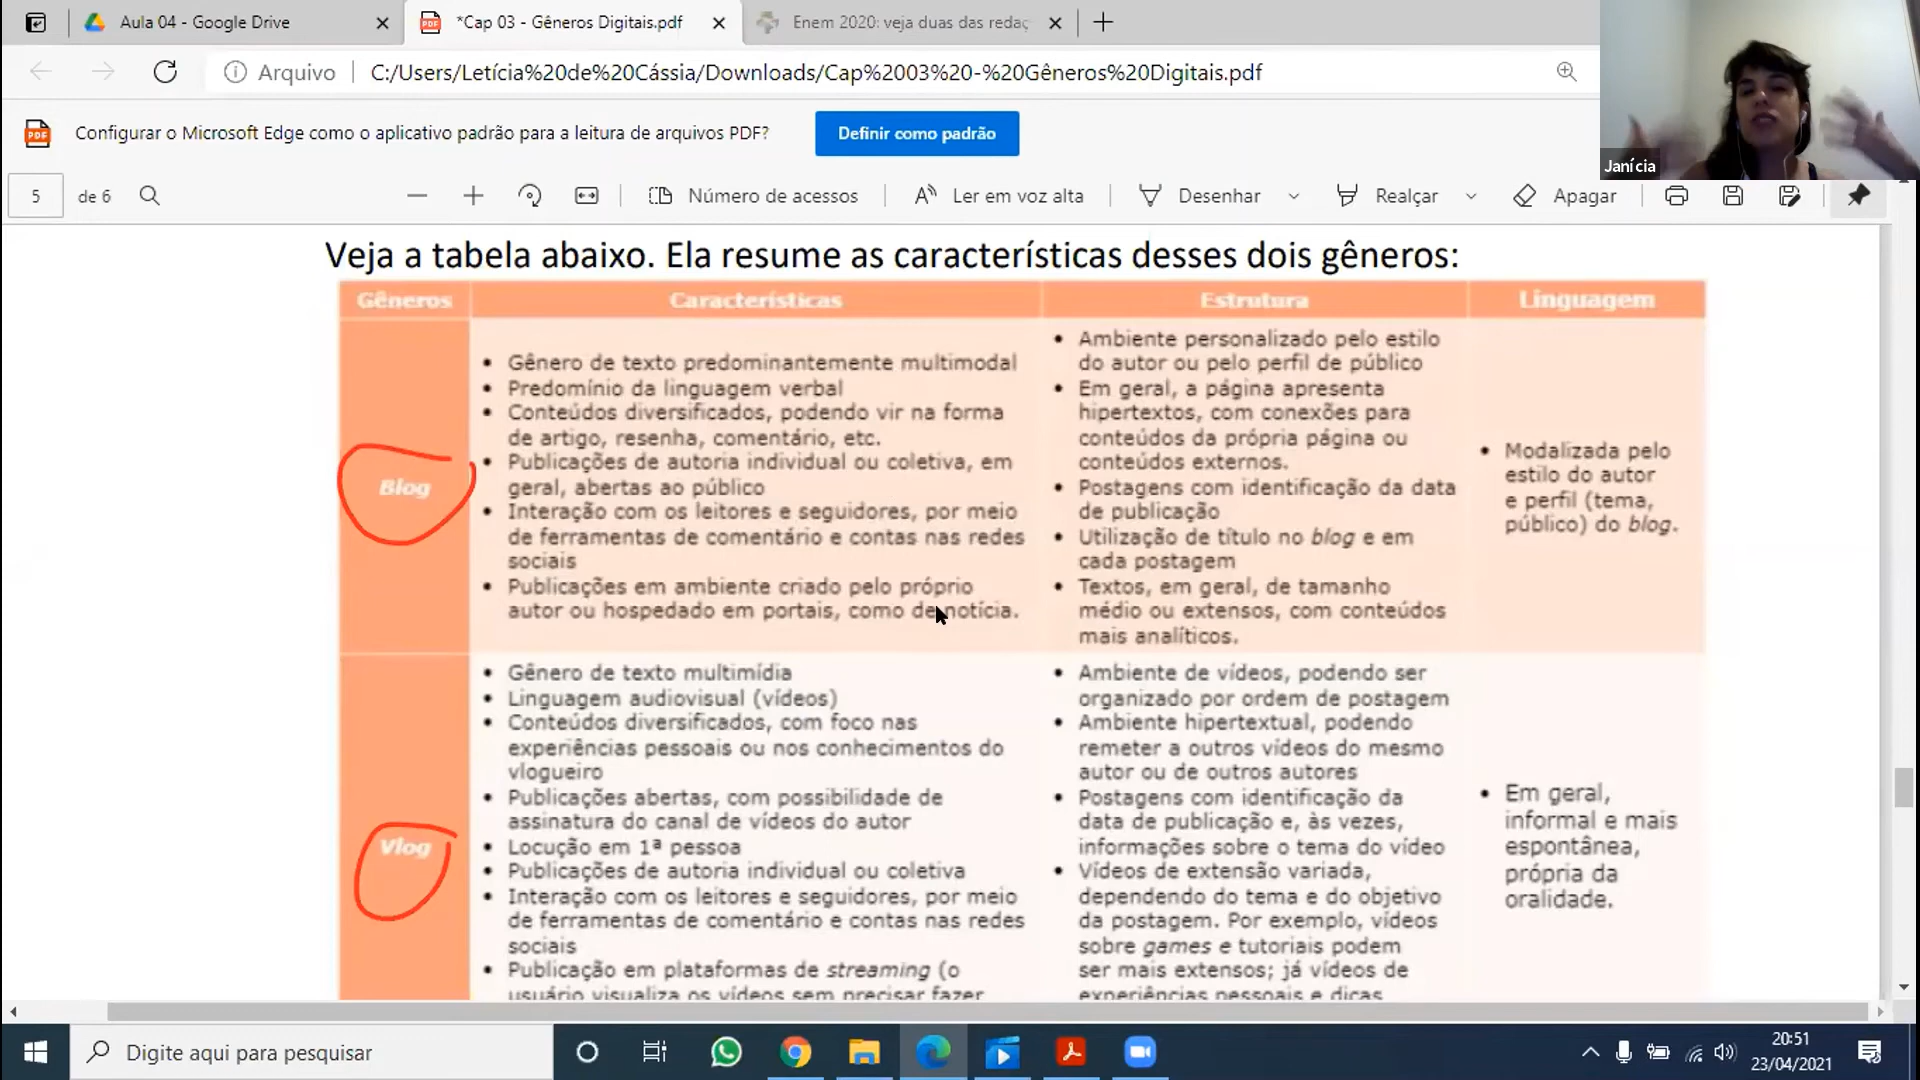 Aula 04 - Google Drive
*Cap 03 - Gêneros Digitais.pdf
Enem 2020: veja duas das redaç
Arquivo
C:/Users/Letícia%20de%20Cássia/Downloads/Cap%2003%20-%20Gêneros%20Digitais.pdf
PDF
Configurar o Microsoft Edge como o aplicativo padrão para a leitura de arquivos PDF?
Definir como padrão
Janícia
5
de 6
Número de acessos
Ler em voz alta
Desenhar
Realçar
Apagar
Veja a tabela abaixo. Ela resume as características desses dois gêneros:
Gêneros
Características
Estrutura
Linguagem
Blog
• Gênero de texto predominantemente multimodal
• Predomínio da linguagem verbal
• Conteúdos diversificados, podendo vir na forma
de artigo, resenha, comentário, etc.
• Publicações de autoria individual ou coletiva, em
geral, abertas ao público
• Interação com os leitores e seguidores, por meio
de ferramentas de comentário e contas nas redes
sociais
• Publicações em ambiente criado pelo próprio
autor ou hospedado em portais, como de notícia.
• Ambiente personalizado pelo estilo
do autor ou pelo perfil de público
• Em geral, a página apresenta
hipertextos, com conexões para
conteúdos da própria página ou
conteúdos externos.
• Postagens com identificação da data
de publicação
• Utilização de título no blog e em
cada postagem
• Textos, em geral, de tamanho
médio ou extensos, com conteúdos
mais analíticos.
• Modalizada pelo
estilo do autor
e perfil (tema,
público) do blog.
Vlog
• Gênero de texto multimídia
• Linguagem audiovisual (vídeos)
• Conteúdos diversificados, com foco nas
experiências pessoais ou nos conhecimentos do
vlogueiro
• Publicações abertas, com possibilidade de
assinatura do canal de vídeos do autor
• Locução em 1ª pessoa
• Publicações de autoria individual ou coletiva
• Interação com os leitores e seguidores, por meio
de ferramentas de comentário e contas nas redes
sociais
• Publicação em plataformas de streaming (o
usuário visualiza os vídeos sem precisar fazer
• Ambiente de vídeos, podendo ser
organizado por ordem de postagem
• Ambiente hipertextual, podendo
remeter a outros vídeos do mesmo
autor ou de outros autores
• Postagens com identificação da
data de publicação e, às vezes,
informações sobre o tema do vídeo
• Vídeos de extensão variada,
dependendo do tema e do objetivo
da postagem. Por exemplo, vídeos
sobre games e tutoriais podem
ser mais extensos; já vídeos de
experiências pessoais e dicas
• Em geral,
informal e mais
espontânea,
própria da
oralidade.
Digite aqui para pesquisar
20:51
23/04/2021